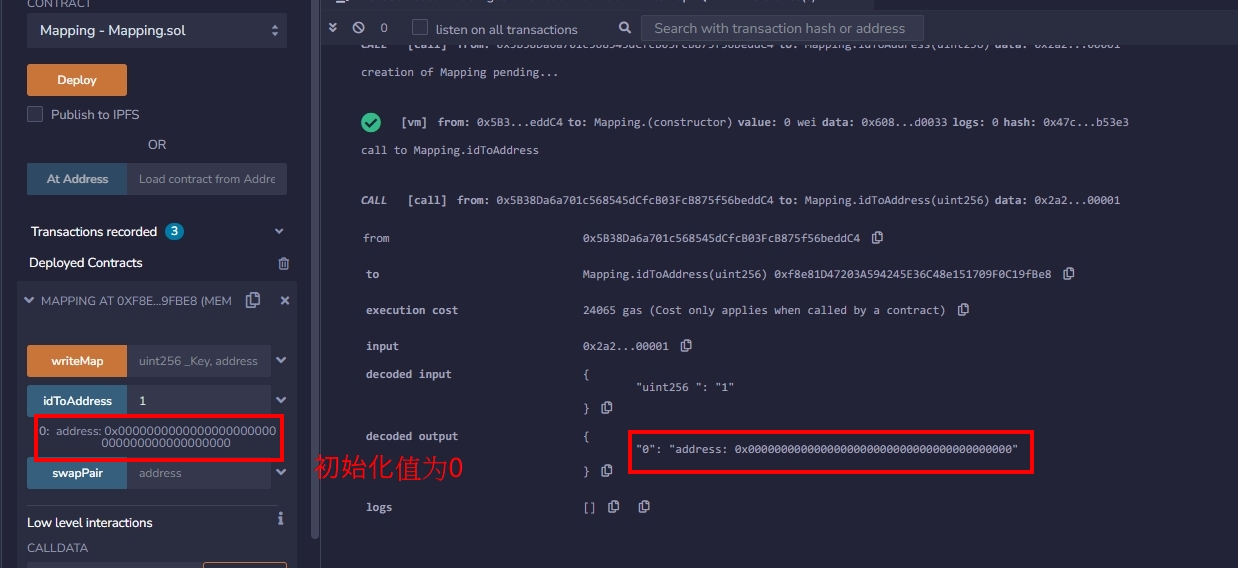 CONTRACT
Mapping - Mapping.sol
Deploy
Publish to IPFS
OR
At Address
Load contract from Addre
Transactions recorded 3
Deployed Contracts
MAPPING AT 0XF8E...9FBE8 (MEM
writeMap
uint256 _Key, address
idToAddress
1
0: address: 0x00000000000000000000000
00000000000000000
swapPair
address
Low level interactions
i
CALLDATA
0
listen on all transactions
Search with transaction hash or address
CALL [call] from: 0x5B38Da6a701c568545dCfcB03FcB875f56beddC4 to: Mapping.idToAddress(uint256) data: 0x2a2...00001
creation of Mapping pending...
[vm] from: 0x5B3...eddC4 to: Mapping.(constructor) value: 0 wei data: 0x608...d0033 logs: 0 hash: 0x47c...b53e3
call to Mapping.idToAddress
CALL [call] from: 0x5B38Da6a701c568545dCfcB03FcB875f56beddC4 to: Mapping.idToAddress(uint256) data: 0x2a2...00001
from
0x5B38Da6a701c568545dCfcB03FcB875f56beddC4
to
Mapping.idToAddress(uint256) 0xf8e81D47203A594245E36C48e151709F0C19fBe8
execution cost
24065 gas (Cost only applies when called by a contract)
input
0x2a2...00001
decoded input
{
"uint256 ": "1"
}
decoded output
{
"0": "address: 0x0000000000000000000000000000000000000000"
}
logs
[]
初始化值为0